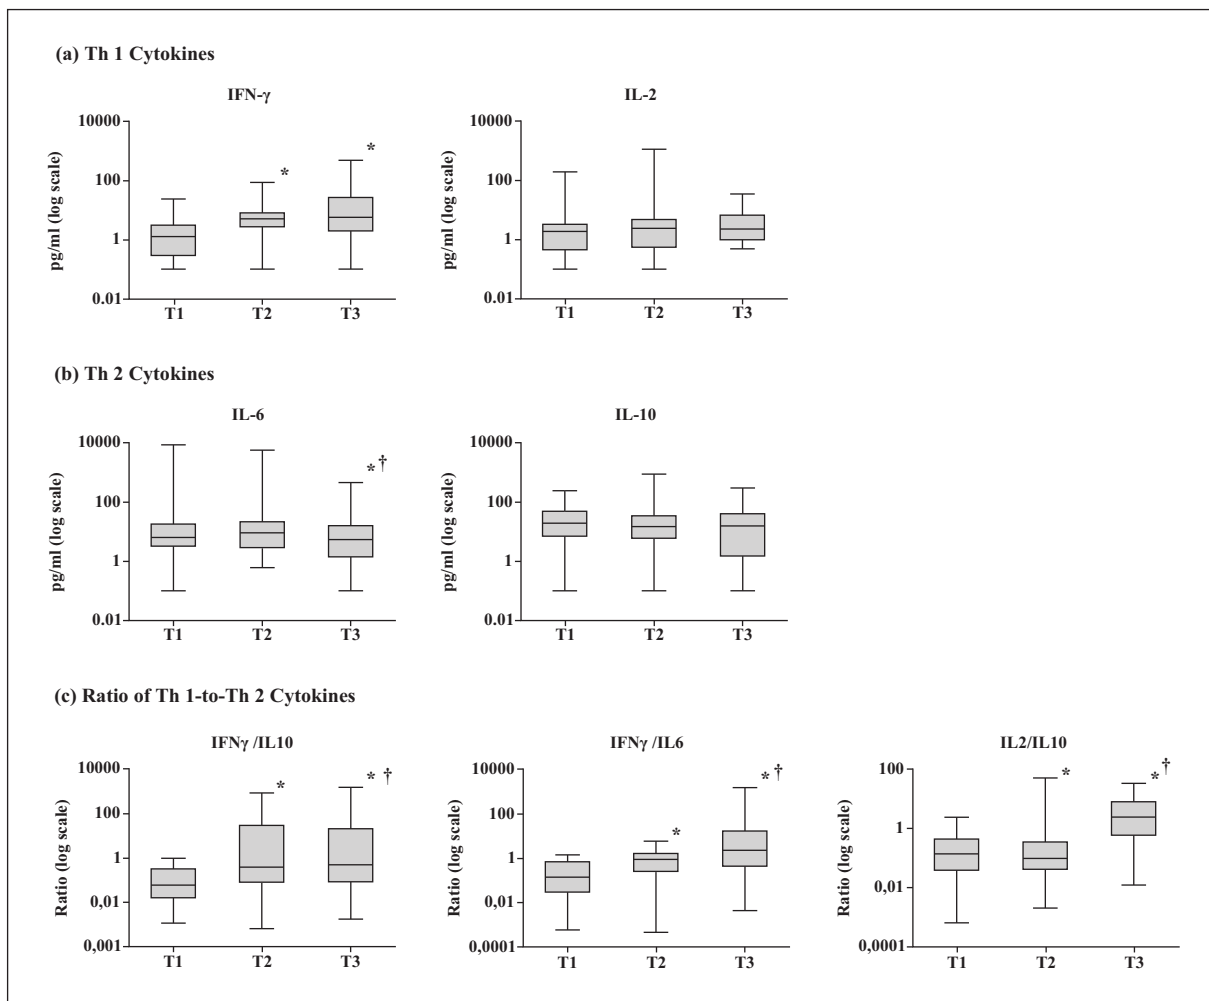 (a) Th 1 Cytokines
IFN-γ
pg/ml (log scale)
10000
100
1
0.01
*
*
T1 T2 T3
IL-2
pg/ml (log scale)
10000
100
1
0.01
T1 T2 T3
(b) Th 2 Cytokines
IL-6
pg/ml (log scale)
10000
100
1
0.01
*†
T1 T2 T3
IL-10
pg/ml (log scale)
10000
100
1
0.01
T1 T2 T3
(c) Ratio of Th 1-to-Th 2 Cytokines
IFNγ /IL10
Ratio (log scale)
10000
100
1
0,01
0,001
*
* †
T1 T2 T3
IFNγ /IL6
Ratio (log scale)
10000
100
1
0,01
0,0001
*
* †
T1 T2 T3
IL2/IL10
Ratio (log scale)
100
1
0,01
0,0001
*
* †
T1 T2 T3